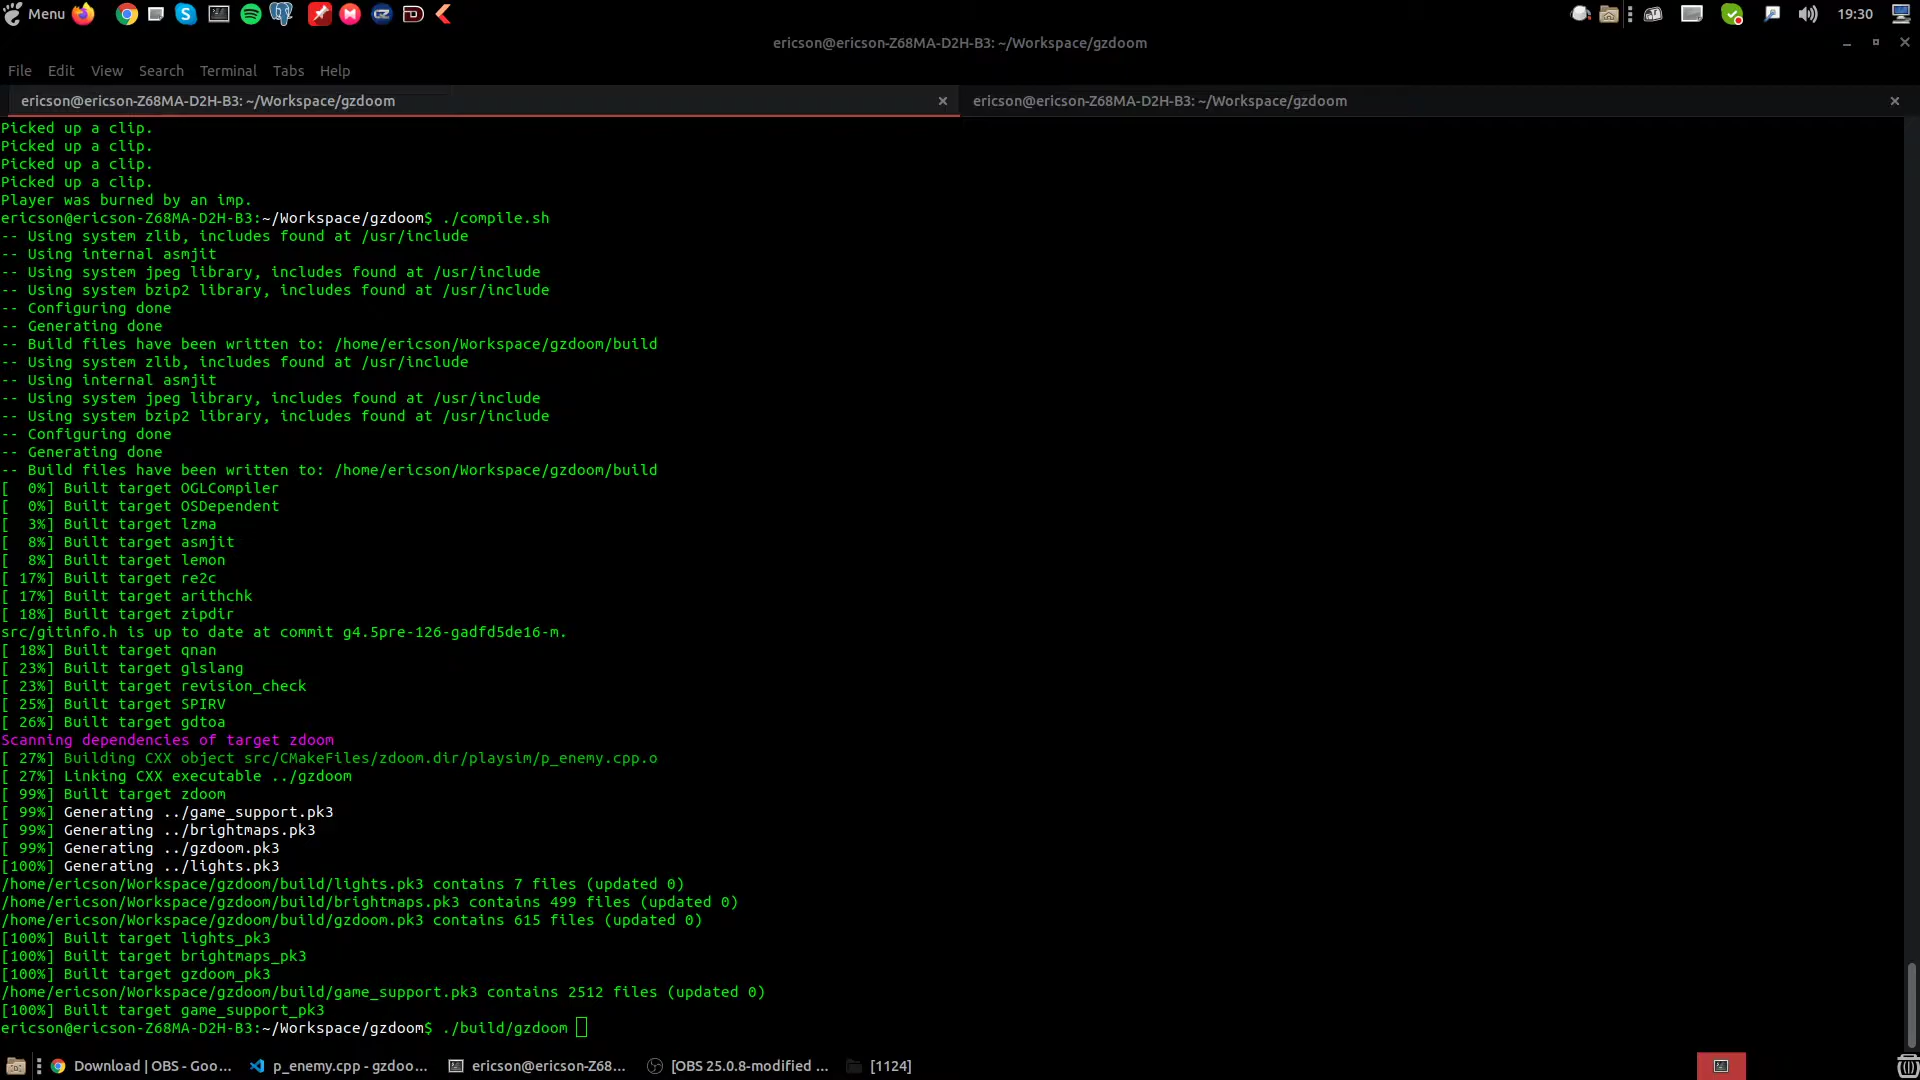 Menu
19:30
ericson@ericson-Z68MA-D2H-B3: ~/Workspace/gzdoom
File Edit View Search Terminal Tabs Help
ericson@ericson-Z68MA-D2H-B3: ~/Workspace/gzdoom
ericson@ericson-Z68MA-D2H-B3: ~/Workspace/gzdoom
Picked up a clip.
Picked up a clip.
Picked up a clip.
Picked up a clip.
Player was burned by an imp.
ericson@ericson-Z68MA-D2H-B3:~/Workspace/gzdoom$ ./compile.sh
-- Using system zlib, includes found at /usr/include
-- Using internal asmjit
-- Using system jpeg library, includes found at /usr/include
-- Using system bzip2 library, includes found at /usr/include
-- Configuring done
-- Generating done
-- Build files have been written to: /home/ericson/Workspace/gzdoom/build
-- Using system zlib, includes found at /usr/include
-- Using internal asmjit
-- Using system jpeg library, includes found at /usr/include
-- Using system bzip2 library, includes found at /usr/include
-- Configuring done
-- Generating done
-- Build files have been written to: /home/ericson/Workspace/gzdoom/build
[  0%] Built target OGLCompiler
[  0%] Built target OSDependent
[  3%] Built target lzma
[  8%] Built target asmjit
[  8%] Built target lemon
[ 17%] Built target re2c
[ 17%] Built target arithchk
[ 18%] Built target zipdir
src/gitinfo.h is up to date at commit g4.5pre-126-gadfd5de16-m.
[ 18%] Built target qnan
[ 23%] Built target glslang
[ 23%] Built target revision_check
[ 25%] Built target SPIRV
[ 26%] Built target gdtoa
Scanning dependencies of target zdoom
[ 27%] Building CXX object src/CMakeFiles/zdoom.dir/playsim/p_enemy.cpp.o
[ 27%] Linking CXX executable ../gzdoom
[ 99%] Built target zdoom
[ 99%] Generating ../game_support.pk3
[ 99%] Generating ../brightmaps.pk3
[ 99%] Generating ../gzdoom.pk3
[100%] Generating ../lights.pk3
/home/ericson/Workspace/gzdoom/build/lights.pk3 contains 7 files (updated 0)
/home/ericson/Workspace/gzdoom/build/brightmaps.pk3 contains 499 files (updated 0)
/home/ericson/Workspace/gzdoom/build/gzdoom.pk3 contains 615 files (updated 0)
[100%] Built target lights_pk3
[100%] Built target brightmaps_pk3
[100%] Built target gzdoom_pk3
/home/ericson/Workspace/gzdoom/build/game_support.pk3 contains 2512 files (updated 0)
[100%] Built target game_support_pk3
ericson@ericson-Z68MA-D2H-B3:~/Workspace/gzdoom$ ./build/gzdoom
Download | OBS - Goo...
p_enemy.cpp - gzdoo...
ericson@ericson-Z68...
[OBS 25.0.8-modified ...
[1124]